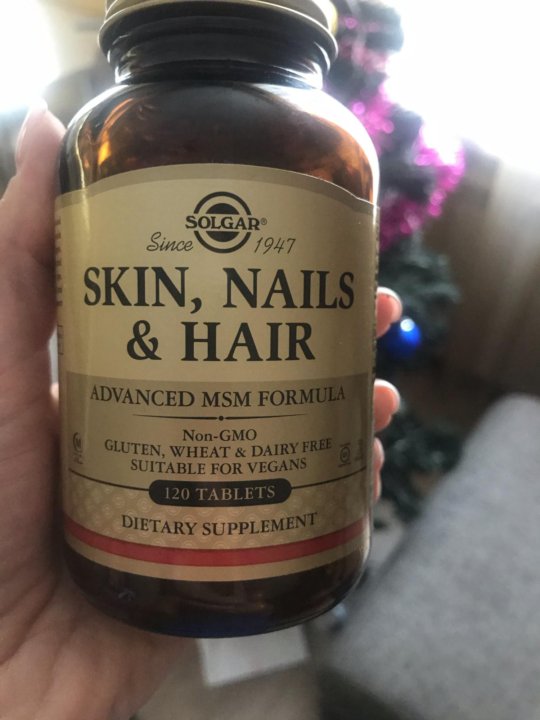 SOLGAR®
Since 1947
SKIN, NAILS
& HAIR
ADVANCED MSM FORMULA
Non-GMO
GLUTEN, WHEAT & DAIRY FREE
SUITABLE FOR VEGANS
120 TABLETS
DIETARY SUPPLEMENT